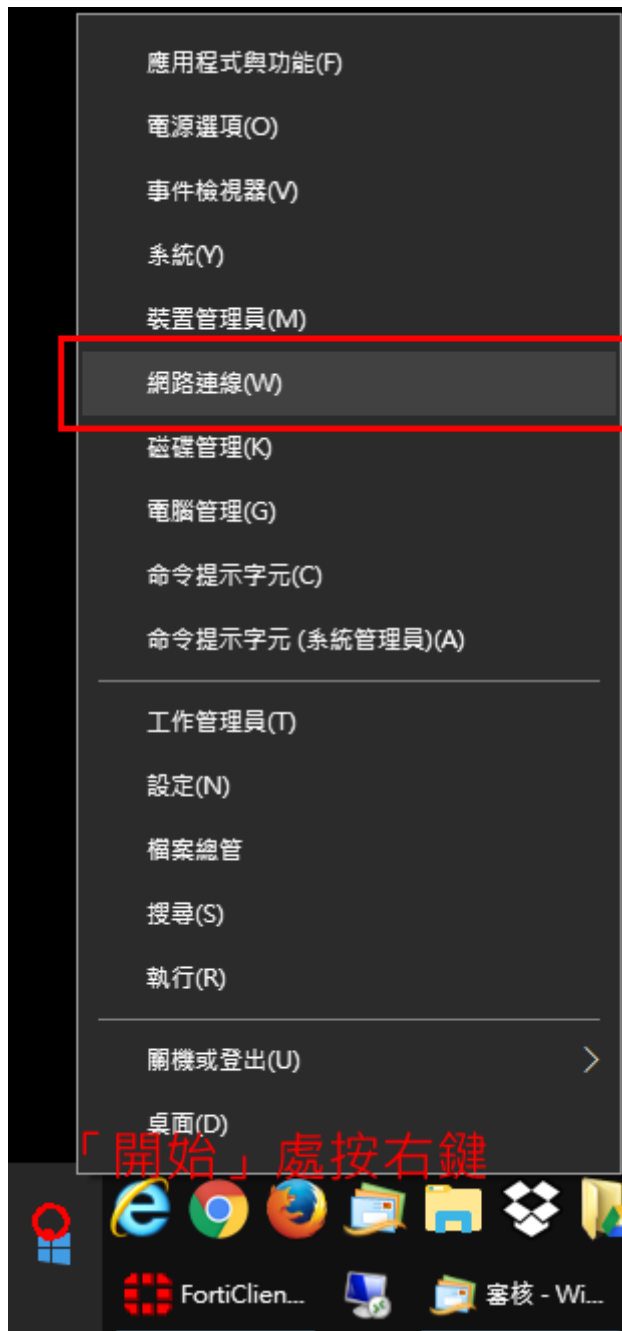 應用程式與功能(F)
電源選項(O)
事件檢視器(V)
系統(Y)
裝置管理員(M)
網路連線(W)
磁碟管理(K)
電腦管理(G)
命令提示字元(C)
命令提示字元 (系統管理員)(A)
工作管理員(T)
設定(N)
檔案總管
搜尋(S)
執行(R)
關機或登出(U)
桌面(D)
「開始」處按右鍵
FortiClien...
審核 - Wi...